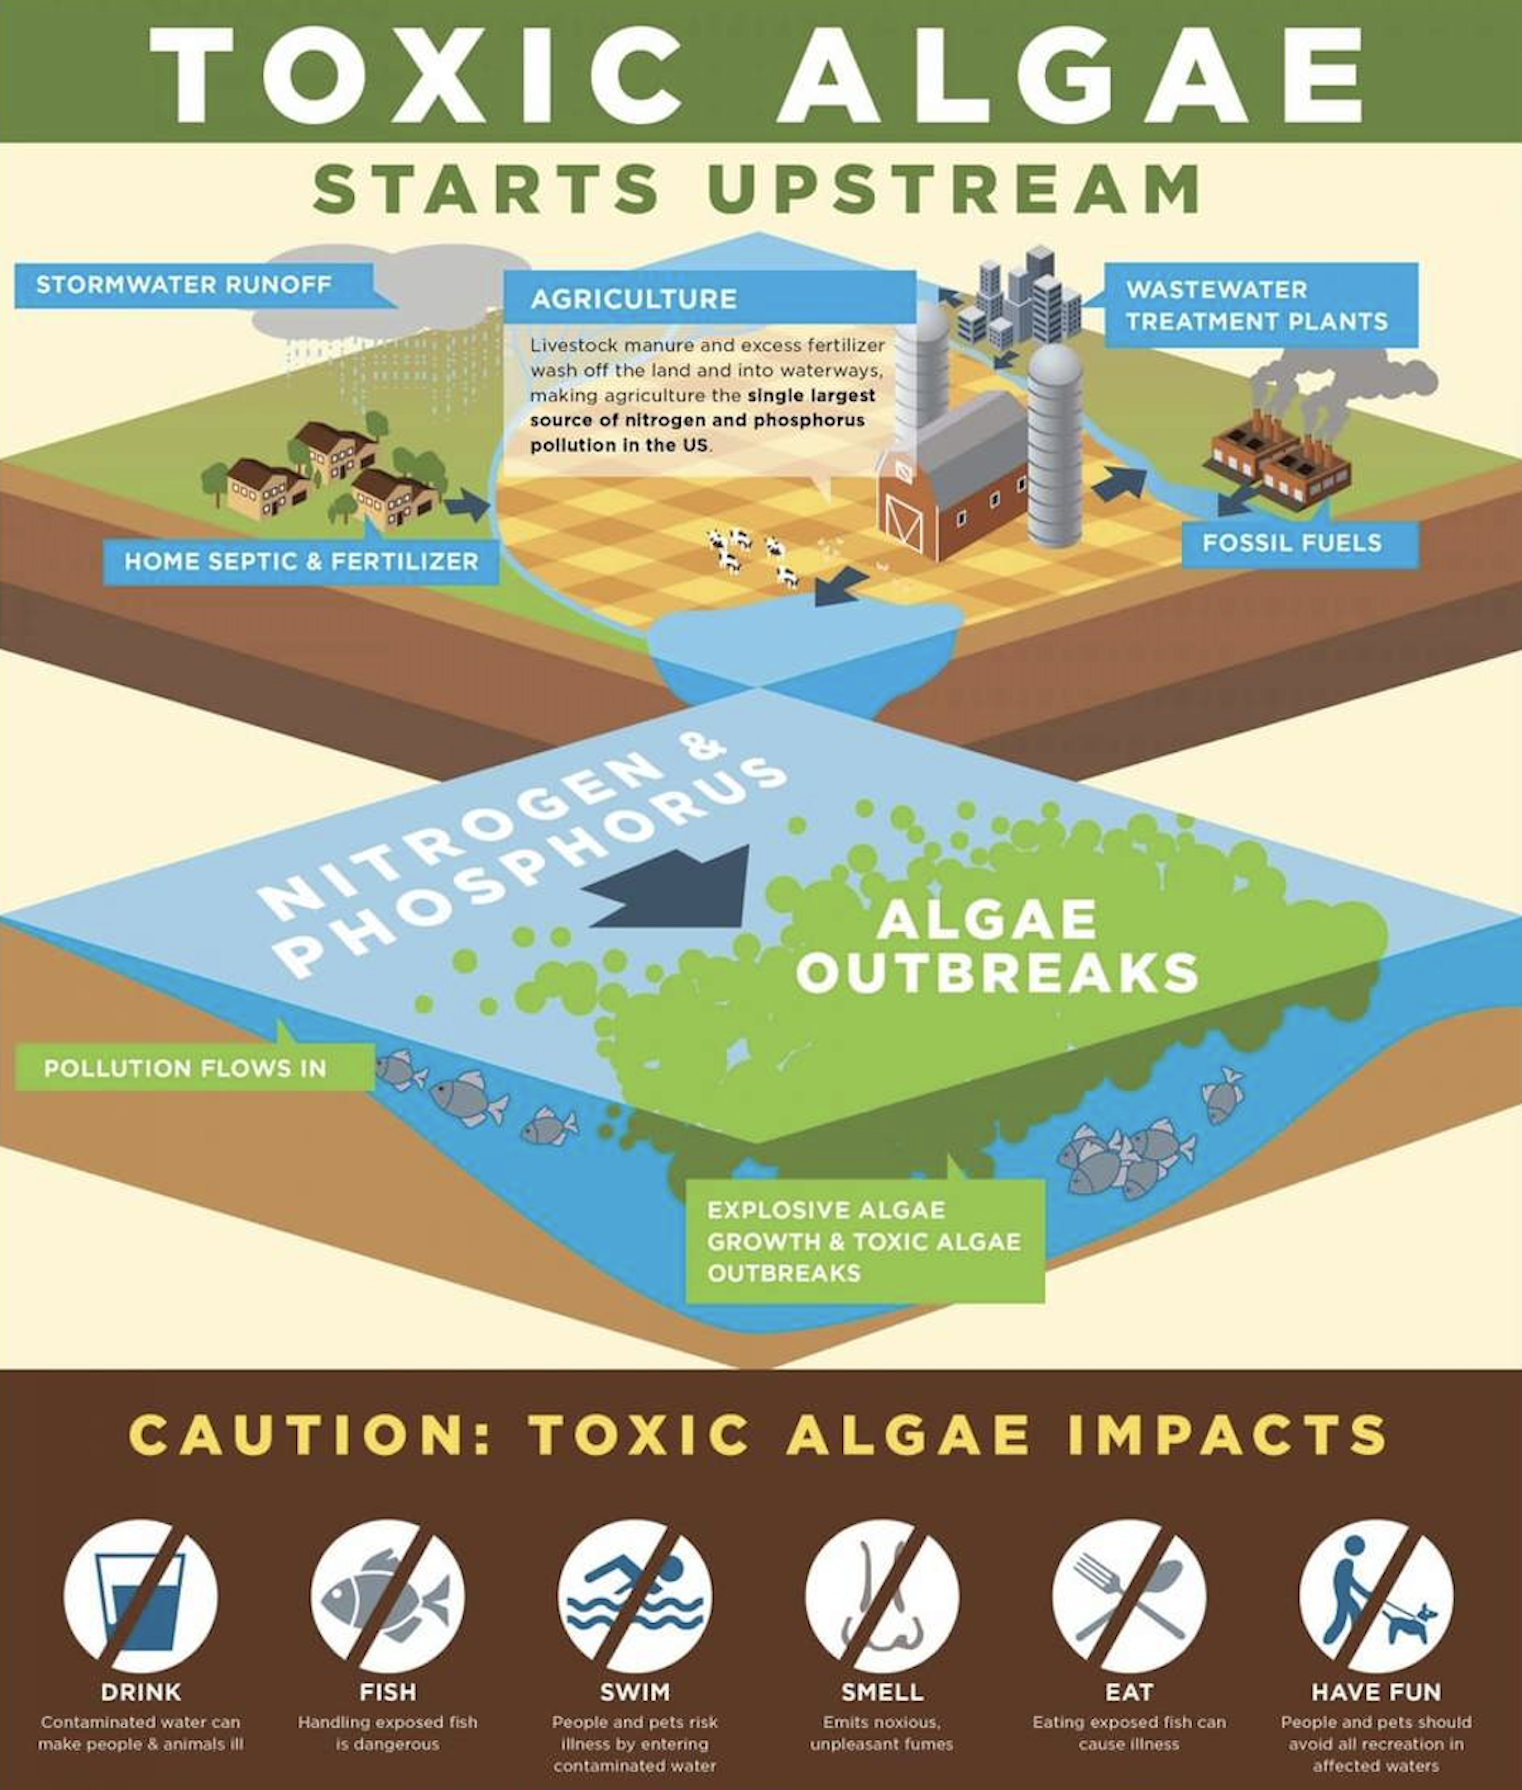 TOXIC ALGAE
STARTS UPSTREAM
STORMWATER RUNOFF
AGRICULTURE
Livestock manure and excess fertilizer
wash off the land and into waterways,
making agriculture the single largest
source of nitrogen and phosphorus
pollution in the US.
WASTEWATER
TREATMENT PLANTS
HOME SEPTIC & FERTILIZER
FOSSIL FUELS
NITROGEN &
PHOSPHORUS
ALGAE
OUTBREAKS
POLLUTION FLOWS IN
EXPLOSIVE ALGAE
GROWTH & TOXIC ALGAE
OUTBREAKS
CAUTION: TOXIC ALGAE IMPACTS
DRINK
Contaminated water can
make people & animals ill
FISH
Handling exposed fish
is dangerous
SWIM
People and pets risk
illness by entering
contaminated water
SMELL
Emits noxious,
unpleasant fumes
EAT
Eating exposed fish can
cause illness
HAVE FUN
People and pets should
avoid all recreation in
affected waters